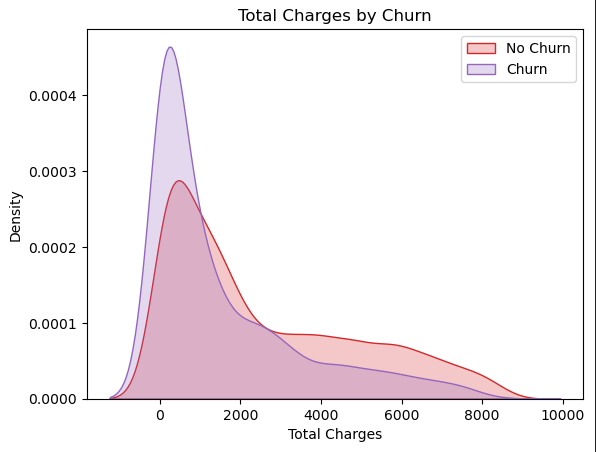 Total Charges by Churn
No Churn
Churn
0.0004
0.0003
0.0002
0.0001
0.0000
Density
0 2000 4000 6000 8000 10000
Total Charges